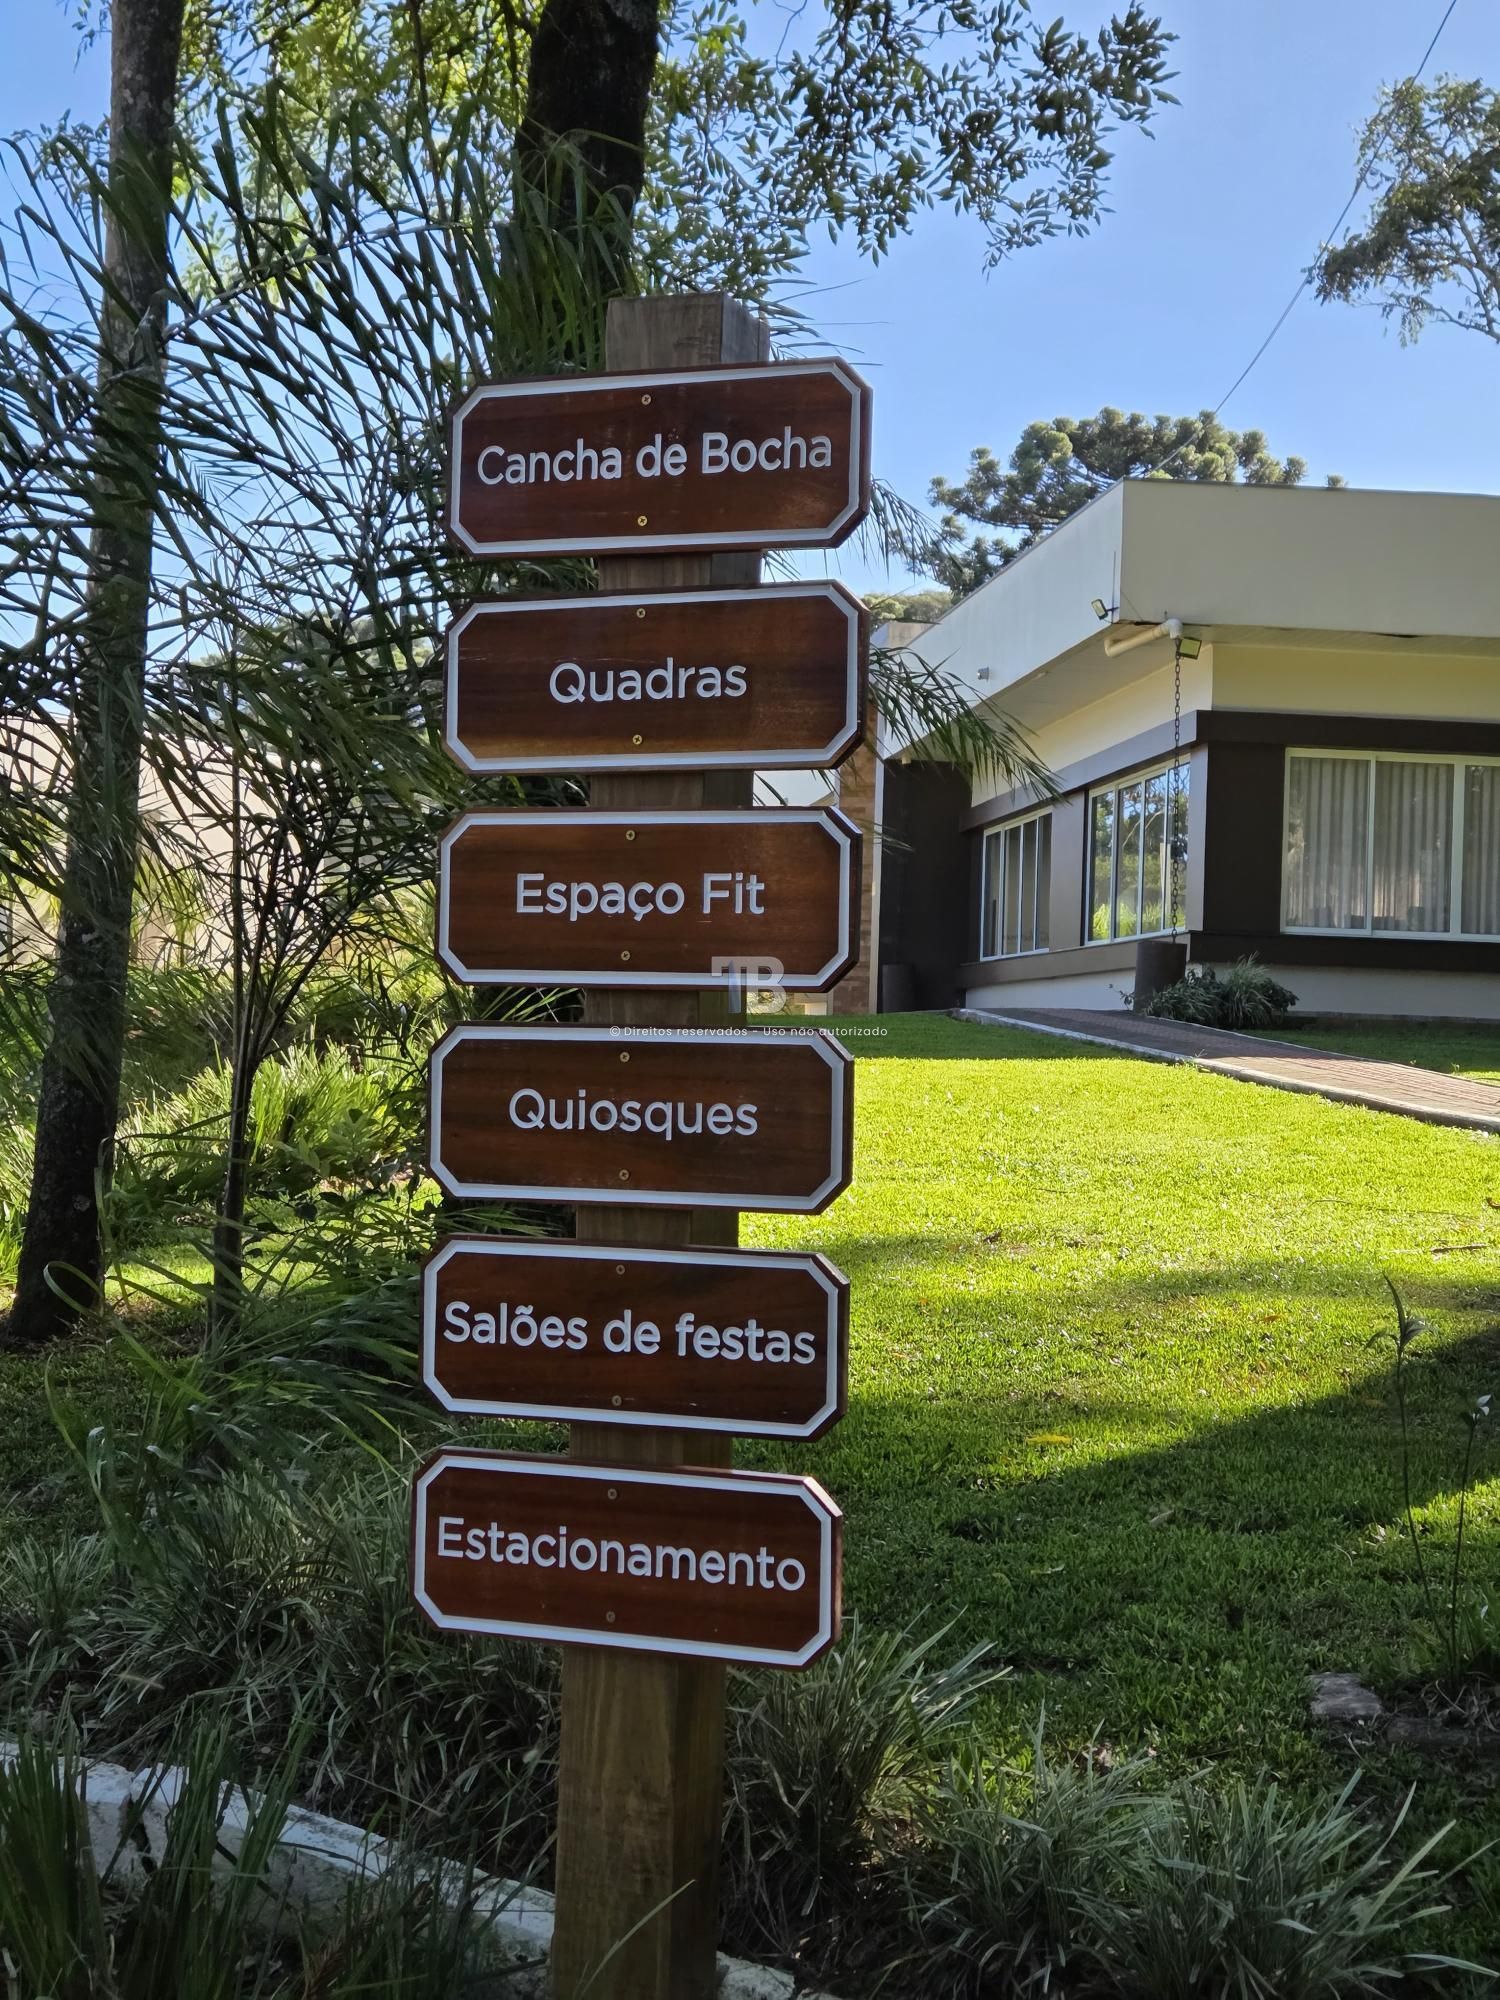 Cancha de Bocha
Quadras
Espaço Fit
TB
© Direitos reservados - Uso não autorizado
Quiosques
Salões de festas
Estacionamento